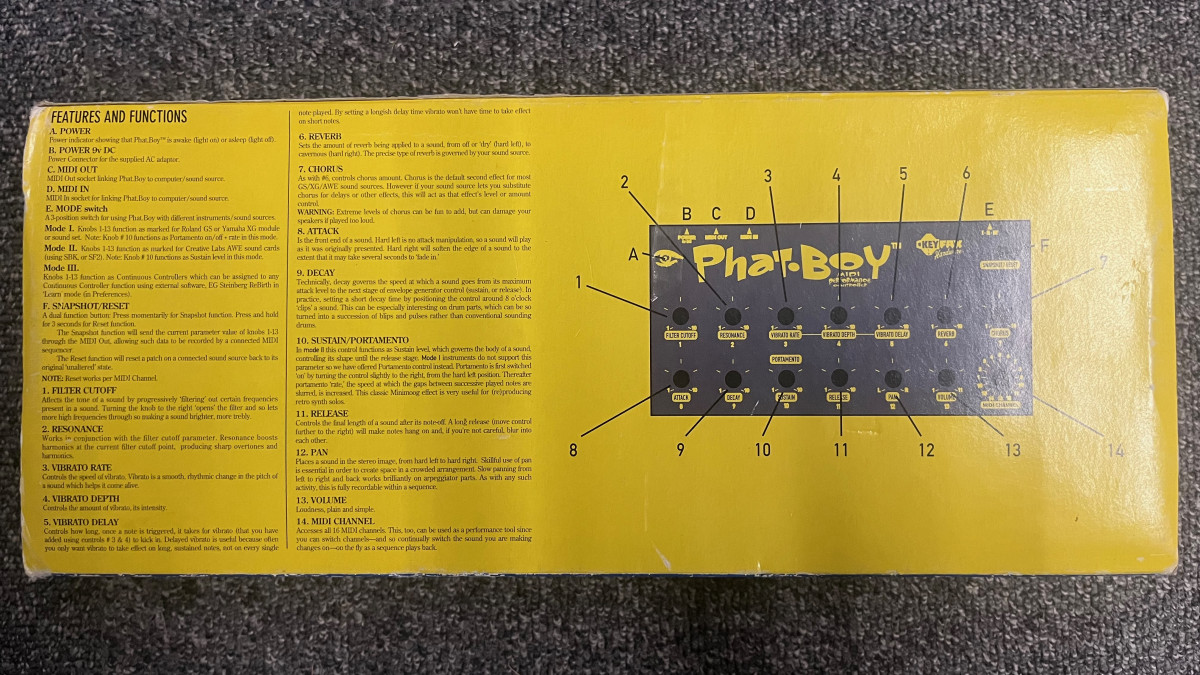 FEATURES AND FUNCTIONS
A. POWER
Power indicator showing that Phat.Boy™ is awake (light on) or asleep (light off).
B. POWER 9v DC
Power Connector for the supplied AC adaptor.
C. MIDI OUT
MIDI Out socket linking Phat.Boy to computer/sound source.
D. MIDI IN
MIDI In socket for linking Phat.Boy to computer/sound source.
E. MODE switch
A 3-position switch for using Phat.Boy with different instruments/sound sources.
Mode I. Knobs 1-13 function as marked for Roland GS or Yamaha XG module
or sound set. Note: Knob # 10 functions as Portamento on/off + rate in this mode.
Mode II. Knobs 1-13 function as marked for Creative Labs AWE sound cards
(using SBK, or SF2). Note: Knob # 10 functions as Sustain level in this mode.
Mode III.
Knobs 1-13 function as Continuous Controllers which can be assigned to any
Continuous Controller function using external software, EG Steinberg ReBirth in
'Learn mode (in Preferences).
F. SNAPSHOT/RESET
A dual function button: Press momentarily for Snapshot function. Press and hold
for 3 seconds for Reset function.
The Snapshot function will send the current parameter value of knobs 1-13
through the MIDI Out, allowing such data to be recorded by a connected MIDI
sequencer
The Reset function will reset a patch on a connected sound source back to its
original 'unaltered' state.
NOTE: Reset works per MIDI Channel.
1. FILTER CUTOFF
Affects the tone of a sound by progressively 'filtering' out certain frequencies
present in a sound. Turning the knob to the right 'opens' the filter and so lets
more high frequencies through so making a sound brighter, more trebly.
2. RESONANCE
Works in conjunction with the filter cutoff parameter. Resonance boosts
harmonics at the current filter cutoff point, producing sharp overtones and
harmonics.
3. VIBRATO RATE
Controls the speed of vibrato. Vibrato is a smooth, rhythmic change in the pitch of
a sound which helps it come alive.
4. VIBRATO DEPTH
Controls the amount of vibrato, its intensity.
5. VIBRATO DELAY
Controls how long, once a note is triggered, it takes for vibrato (that you have
added using controls # 3 & 4) to kick in. Delayed vibrato is useful because often
you only want vibrato to take effect on long, sustained notes, not on every single
note played. By setting a longish delay time vibrato won't have time to take effect
on short notes.
6. REVERB
Sets the amount of reverb being applied to a sound, from off or 'dry' (hard left), to
cavernous (hard right). The precise type of reverb is governed by your sound source.
7. CHORUS
As with #6, controls chorus amount. Chorus is the default second effect for most
GS/XG/AWE sound sources. However if your sound source lets you substitute
chorus for delays or other effects, this will act as that effect's level or amount
control.
WARNING: Extreme levels of chorus can be fun to add, but can damage your
speakers if played too loud.
8. ATTACK
Is the front end of a sound. Hard left is no attack manipulation, so a sound will play
as it was originally presented. Hard right will soften the edge of a sound to the
extent that it may take several seconds to 'fade in.'
9. DECAY
Technically, decay governs the speed at which a sound goes from its maximum
attack level to the next stage of envelope generator control (sustain, or release). In
practice, setting a short decay time by positioning the control around 8 o'clock
'clips' a sound. This can be especially interesting on drum parts, which can be so
turned into a succession of blips and pulses rather than conventional sounding
drums.
10. SUSTAIN/PORTAMENTO
In mode II this control functions as Sustain level, which governs the body of a sound,
controlling its shape until the release stage. Mode I instruments do not support this
parameter so we have offered Portamento control instead. Portamento is first switched
'on' by turning the control slightly to the right, from the hard left position. Thereafter
portamento 'rate,' the speed at which the gaps between successive played notes are
slurred, is increased. This classic Minimoog effect is very useful for (re)producing
retro synth solos.
11. RELEASE
Controls the final length of a sound after its note-off. A long release (move control
further to the right) will make notes hang on and, if you're not careful, blur into
each other.
12. PAN
Places a sound in the stereo image, from hard left to hard right. Skillful use of pan
is essential in order to create space in a crowded arrangement. Slow panning from
left to right and back works brilliantly on arpeggiator parts. As with any such
activity, this is fully recordable within a sequence.
13. VOLUME
Loudness, plain and simple.
14. MIDI CHANNEL
Accesses all 16 MIDI channels. This, too, can be used as a performance tool since
you can switch channels—and so continually switch the sound you are making
changes on—on the fly as a sequence plays back.
2 3 4 5 6
B C D E
A F
1 7
POWER MIDI OUT MIDI IN
Phat.Boy™
KEYFAX
Hardware
MIDI
SNAPSHOT/RESET
FILTER CUTOFF RESONANCE VIBRATO RATE VIBRATO DEPTH VIBRATO DELAY REVERB CHORUS
1 2 3 4 5 6
PORTAMENTO
ATTACK DECAY SUSTAIN RELEASE PAN VOLUME MIDI CHANNEL
8 9 10 11 12 13
8 9 10 11 12 13 14